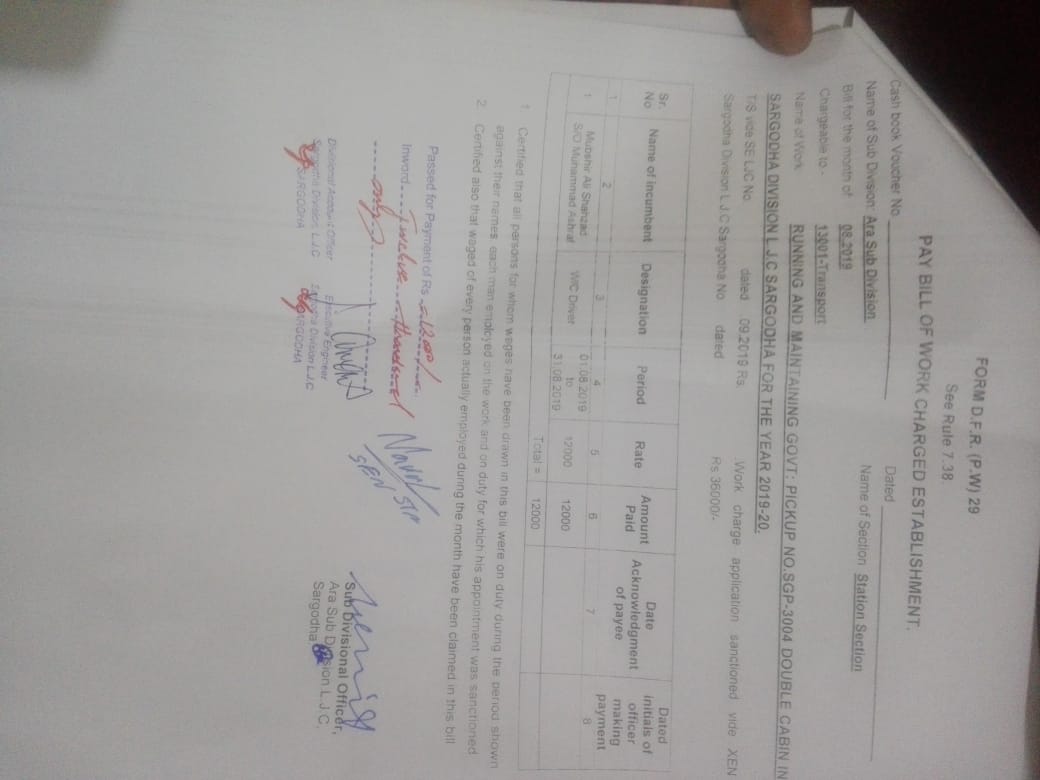 FORM D.F.R. (P.W) 29
See Rule 7.38.
PAY BILL OF WORK CHARGED ESTABLISHMENT.
Cash book Voucher No. Dated
Name of Sub Division: Ara Sub Division Name of Section Station Section
Bill for the month of 08.2019
Chargeable to:- 13001-Transport
Name of Work RUNNING AND MAINTAINING GOVT: PICKUP NO.SGP-3004 DOUBLE CABIN IN
SARGODHA DIVISION L.J.C SARGODHA FOR THE YEAR 2019-20.
T/S vide SE LJC No. dated 09.2019 Rs. Work charge application sanctioned vide XEN
Sargodha Division L.J.C Sargodha No dated Rs.36000/-
Sr. No Name of incumbent Designation Period Rate Amount Paid Date Acknowledgment of payee Dated initials of officer making payment
1 2 3 4 5 6 7 8
1 Mubshir Ali Shahzad S/O Muhammad Ashraf W/C Driver 01.08.2019 to 31.08.2019 12000 12000
Total = 12000
1 Certified that all persons for whom wages have been drawn in this bill were on duty during the period shown
against their names, each man employed on the work and on duty for which his appointment was sanctioned
2 Certified also that waged of every person actually employed during the month have been claimed in this bill
Passed for Payment of Rs 12000/
Inword Twelve thousand
only
Divisional Account Officer
Sargodha Division, L.J.C
SARGODHA
Executive Engineer
Sargodha Division L.J.C
SARGODHA
SEN
Sub Divisional Officer,
Ara Sub Division L.J.C,
Sargodha